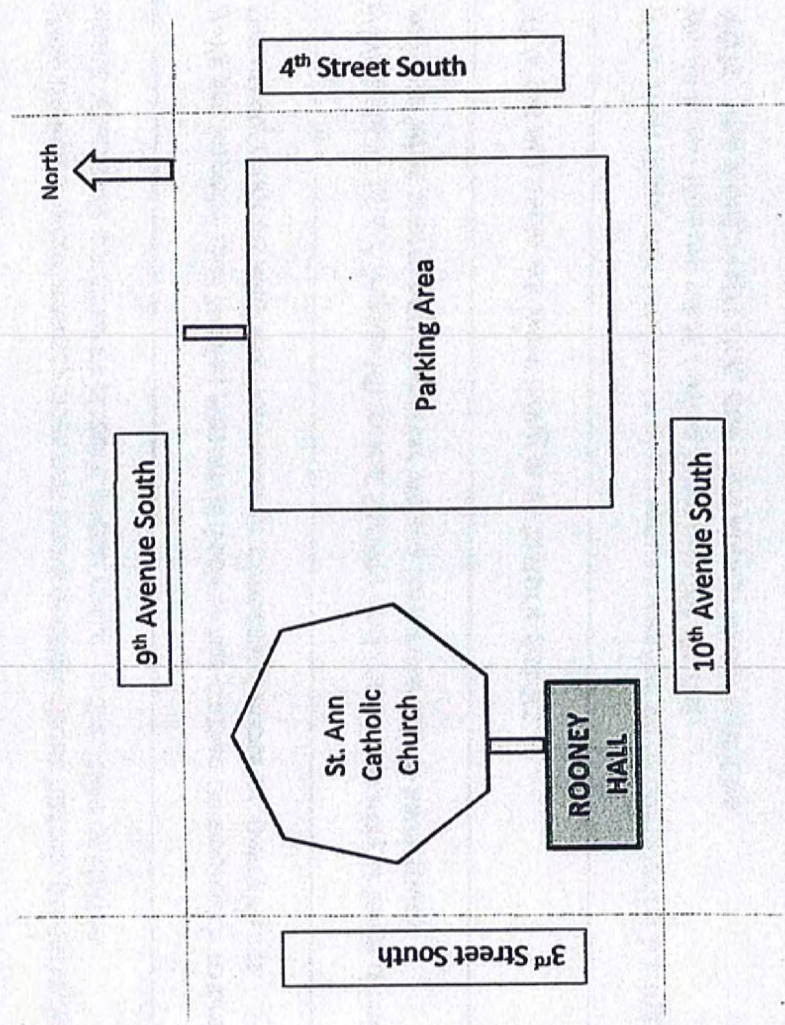 North
4th Street South
9th Avenue South
Parking Area
St. Ann
Catholic
Church
ROONEY
HALL
10th Avenue South
3rd Street South